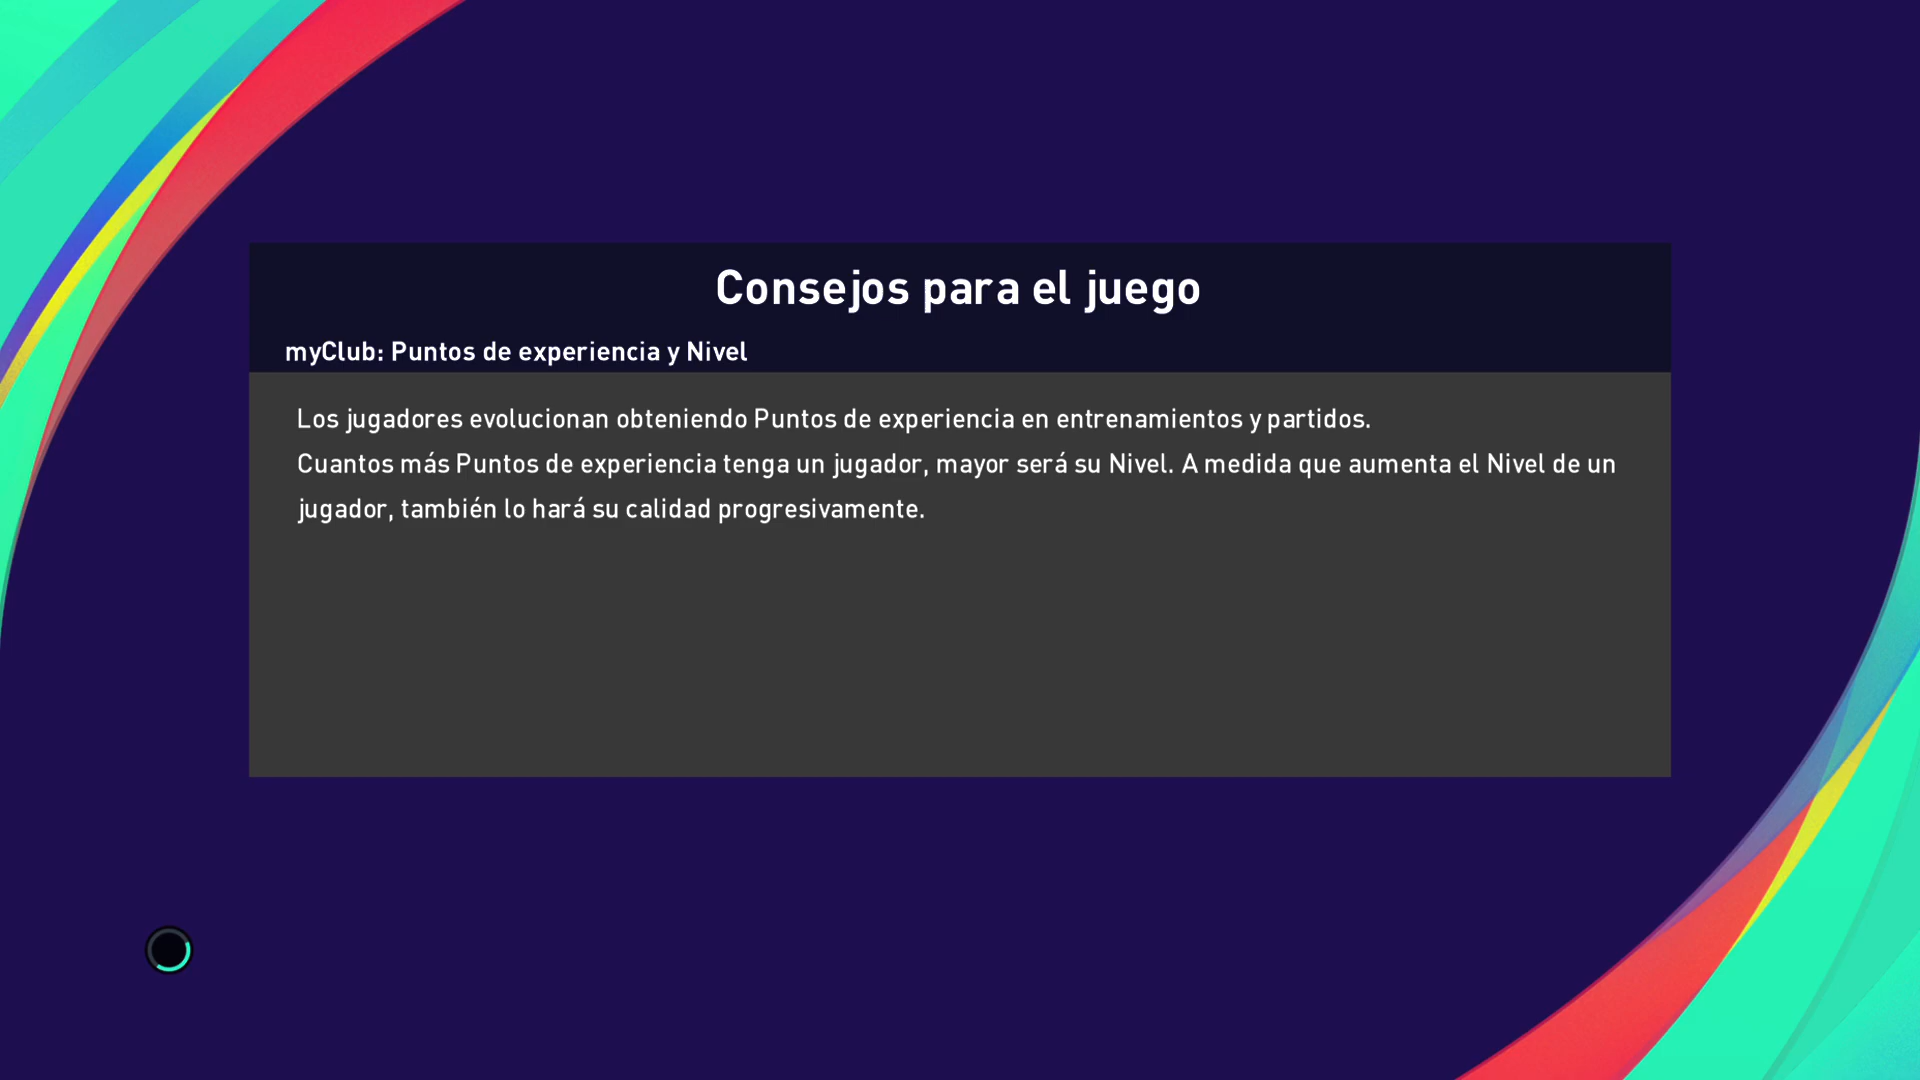 Consejos para el juego
myClub: Puntos de experiencia y Nivel
Los jugadores evolucionan obteniendo Puntos de experiencia en entrenamientos y partidos.
Cuantos más Puntos de experiencia tenga un jugador, mayor será su Nivel. A medida que aumenta el Nivel de un
jugador, también lo hará su calidad progresivamente.